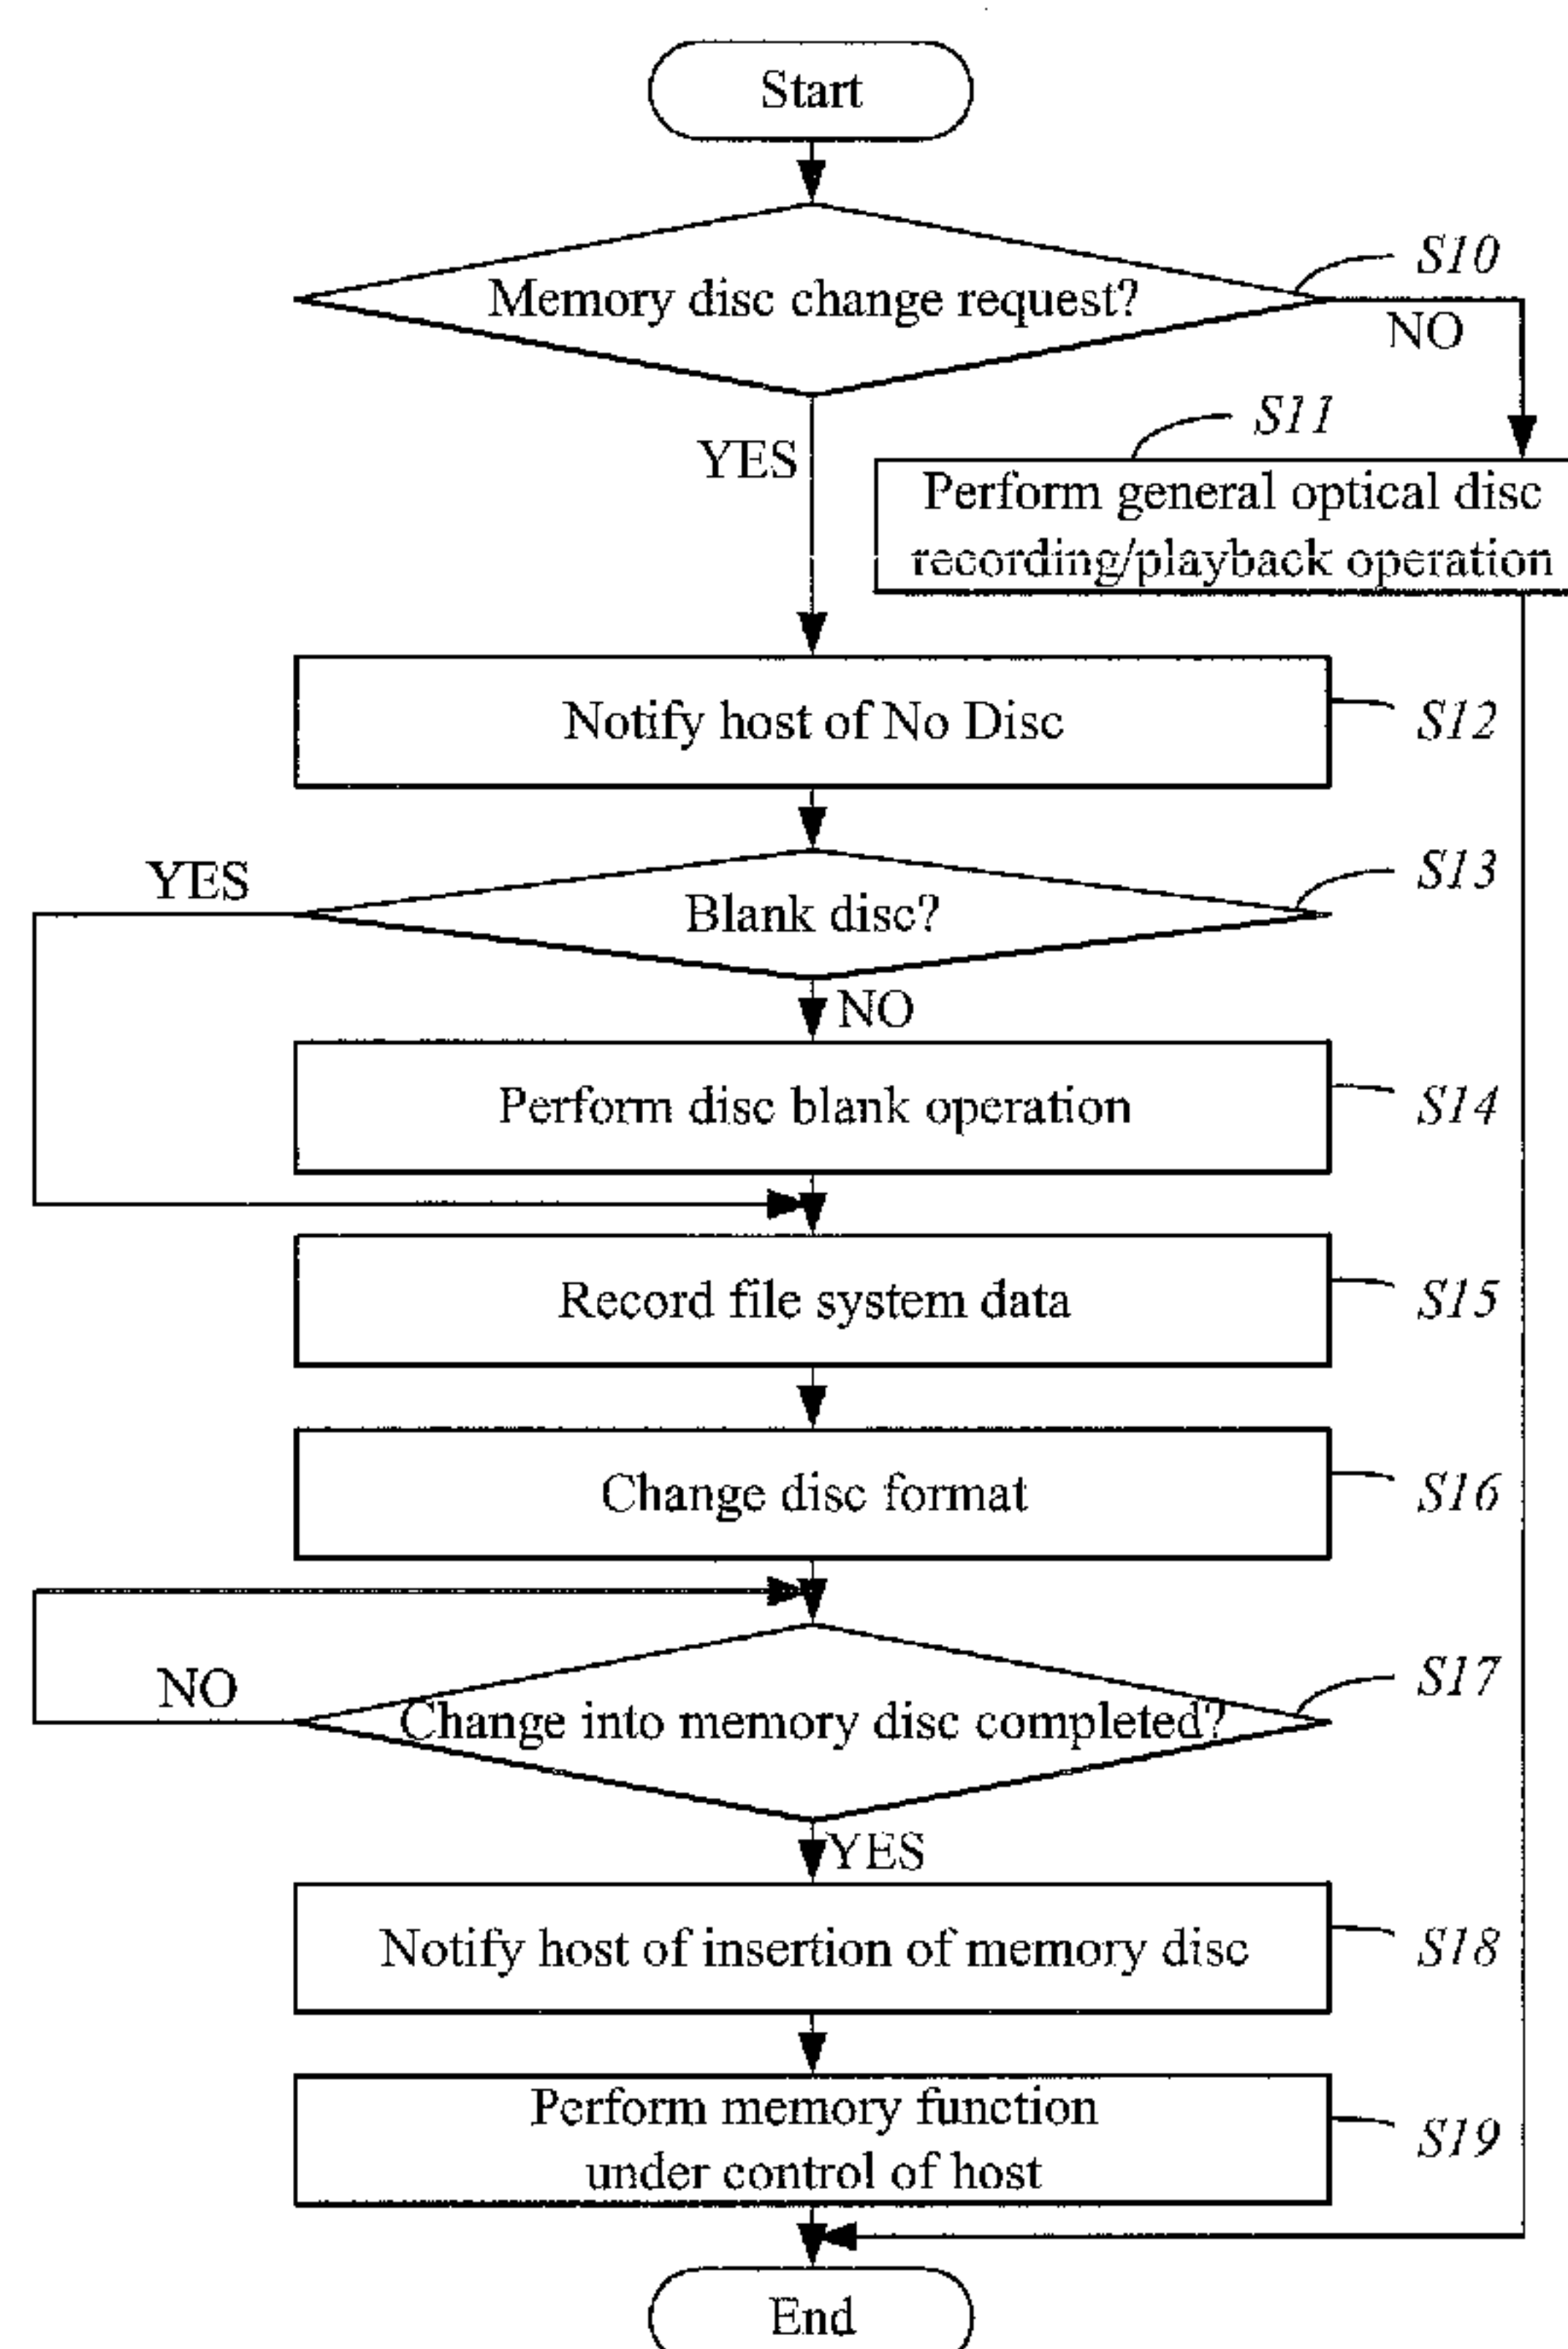 Start
Memory disc change request?
S10
NO
S11
YES
Perform general optical disc
recording/playback operation
Notify host of No Disc
S12
YES
Blank disc?
S13
NO
Perform disc blank operation
S14
Record file system data
S15
Change disc format
S16
NO
Change into memory disc completed?
S17
YES
Notify host of insertion of memory disc
S18
Perform memory function
under control of host
S19
End